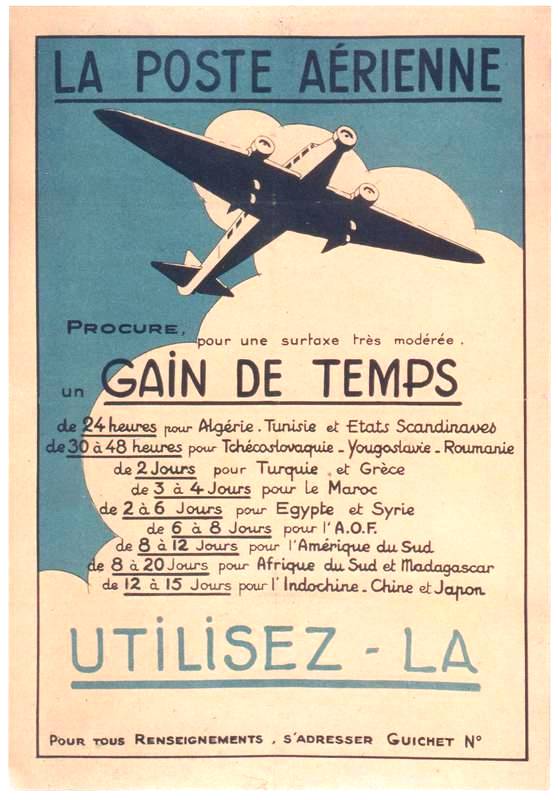 LA POSTE AÉRIENNE
PROCURE, pour une surtaxe très modérée.
un GAIN DE TEMPS
de 24 heures pour Algérie. Tunisie et Etats Scandinaves
de 30 à 48 heures pour Tchécoslovaquie - Yougoslavie - Roumanie
de 2 Jours pour Turquie et Grèce
de 3 à 4 Jours pour le Maroc
de 2 à 6 Jours pour Egypte et Syrie
de 6 à 8 Jours pour l'A.O.F.
de 8 à 12 Jours pour l'Amérique du Sud
de 8 à 20 Jours pour Afrique du Sud et Madagascar
de 12 à 15 Jours pour l'Indochine - Chine et Japon
UTILISEZ - LA
POUR TOUS RENSEIGNEMENTS, S'ADRESSER GUICHET N°